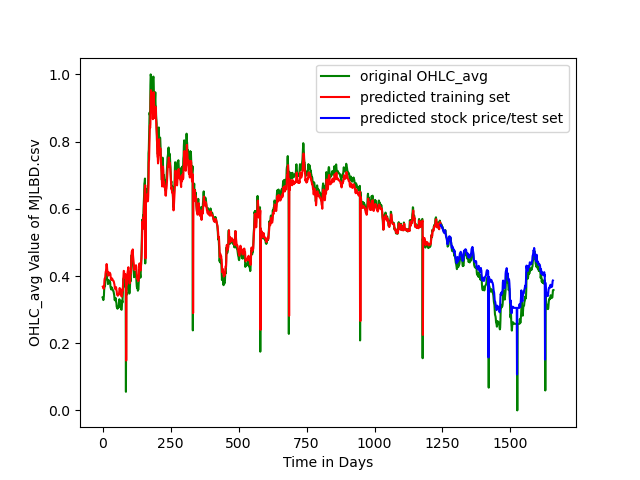 original OHLC_avg
predicted training set
predicted stock price/test set
1.0
0.8
0.6
0.4
0.2
0.0
OHLC_avg Value of MJLBD.csv
0 250 500 750 1000 1250 1500
Time in Days